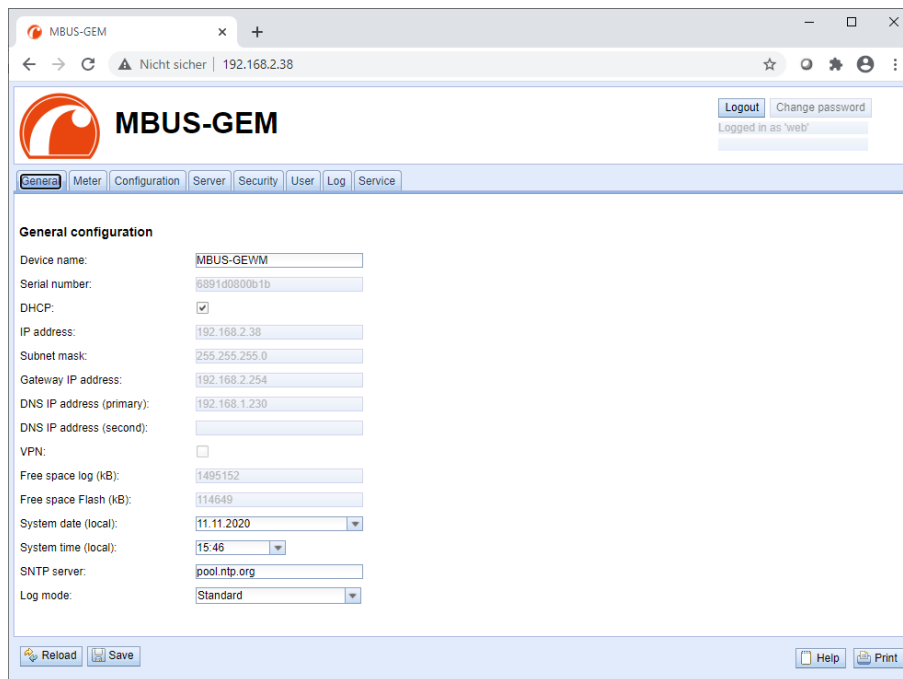 MBUS-GEM
Nicht sicher | 192.168.2.38
MBUS-GEM
Logout Change password
Logged in as 'web'
General Meter Configuration Server Security User Log Service
General configuration
Device name: MBUS-GEWM
Serial number: 6891d0800b1b
DHCP:
IP address: 192.168.2.38
Subnet mask: 255.255.255.0
Gateway IP address: 192.168.2.254
DNS IP address (primary): 192.168.1.230
DNS IP address (second):
VPN:
Free space log (kB): 1495152
Free space Flash (kB): 114649
System date (local): 11.11.2020
System time (local): 15:46
SNTP server: pool.ntp.org
Log mode: Standard
Reload Save Help Print